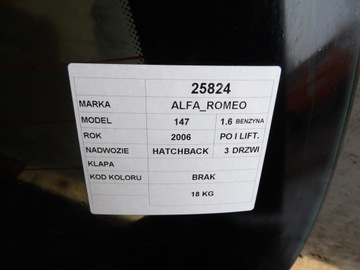 25824
MARKA ALFA_ROMEO
MODEL 147 1.6 BENZYNA
ROK 2006 PO I LIFT.
NADWOZIE HATCHBACK 3 DRZWI
KLAPA
KOD KOLORU BRAK
18 KG